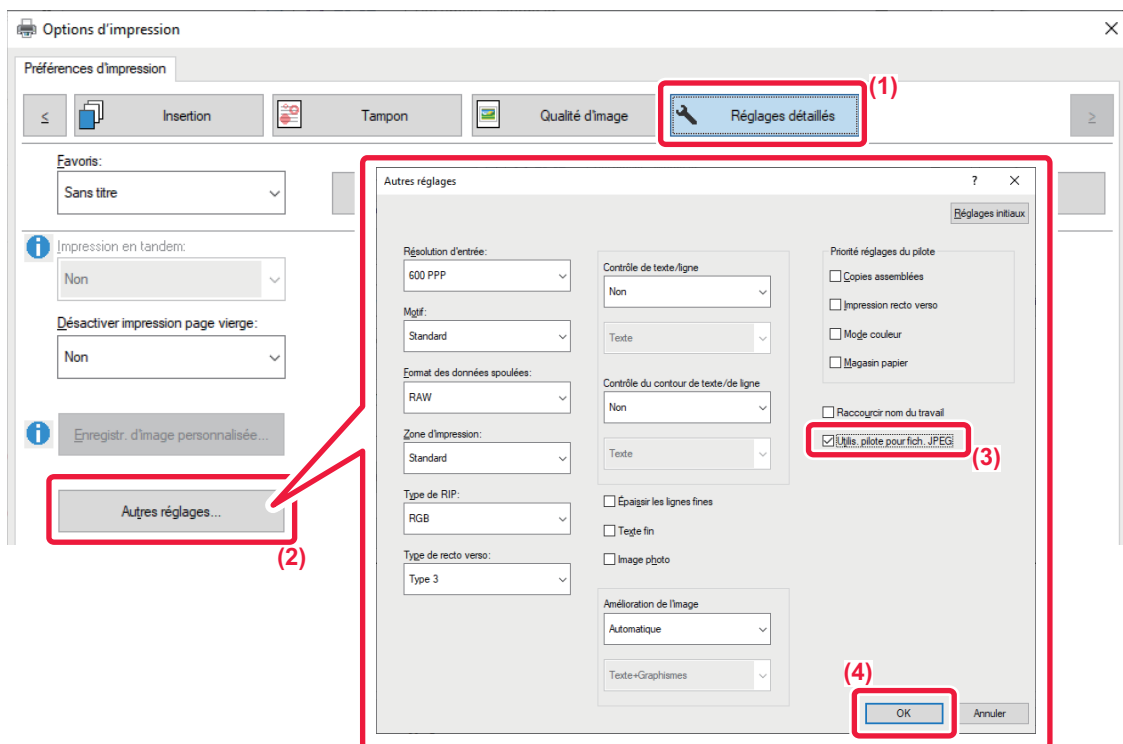 Options d'impression
Préférences d'impression
(1)
<
Insertion
Tampon
Qualité d'image
Réglages détaillés
>
Favoris:
Sans titre
Impression en tandem:
Non
Désactiver impression page vierge:
Non
Enregistr. d'image personnalisée...
Autres réglages...
(2)
Autres réglages
?
Réglages initiaux
Résolution d'entrée:
600 PPP
Motif:
Standard
Format des données spoulées:
RAW
Zone d'impression:
Standard
Type de RIP:
RGB
Type de recto verso:
Type 3
Contrôle de texte/ligne
Non
Texte
Contrôle du contour de texte/de ligne
Non
Texte
Épaissir les lignes fines
Texte fin
Image photo
Amélioration de l'image
Automatique
Texte+Graphismes
Priorité réglages du pilote
Copies assemblées
Impression recto verso
Mode couleur
Magasin papier
Raccourcir nom du travail
Utilis. pilote pour fich. JPEG
(3)
(4)
OK
Annuler